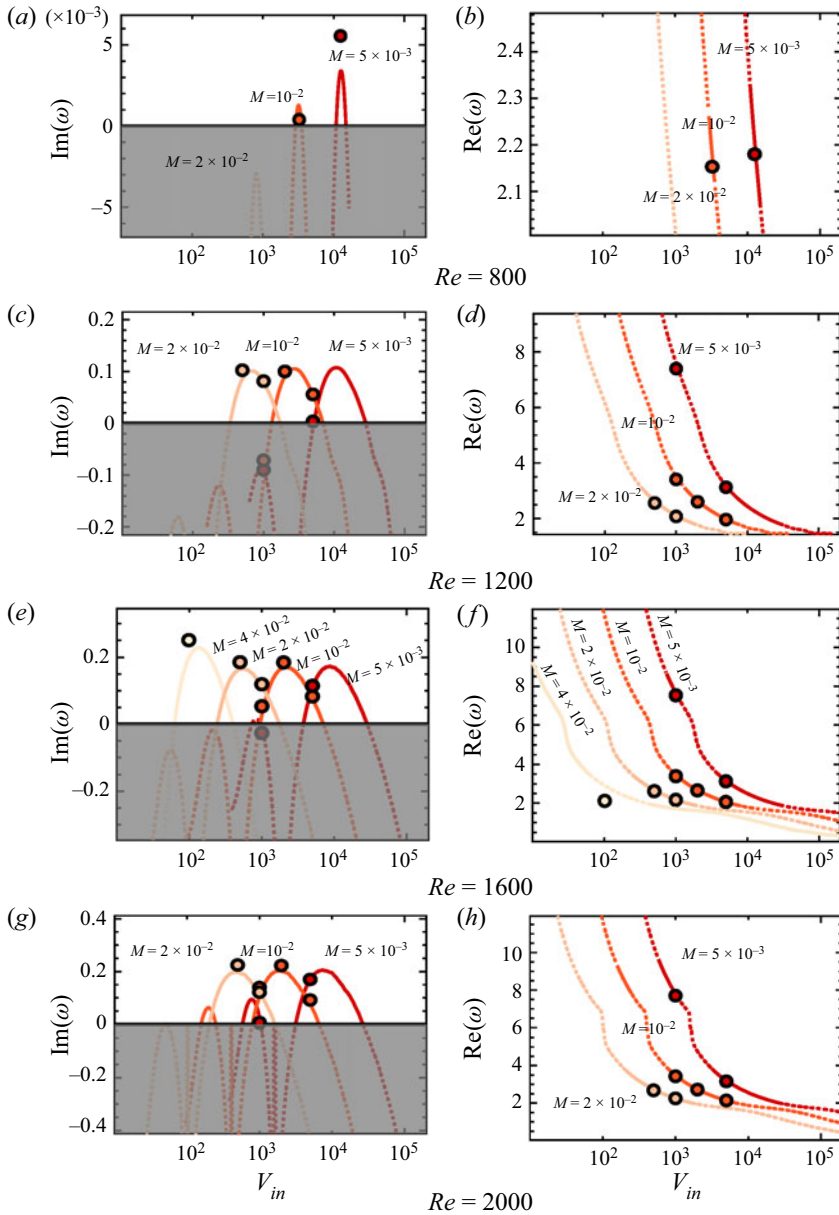 (a) (×10⁻³) (b)
5 2.4
M = 5 × 10⁻³ M = 5 × 10⁻³
M = 10⁻² 2.3
Im(ω) 0 Re(ω) M = 10⁻²
M = 2 × 10⁻² 2.2
M = 2 × 10⁻²
–5 2.1
10² 10³ 10⁴ 10⁵ 10² 10³ 10⁴ 10⁵
Re = 800
(c) 0.2 (d)
M = 2 × 10⁻² M = 10⁻² M = 5 × 10⁻³ 8 M = 5 × 10⁻³
0.1
Im(ω) 0 Re(ω) 6 M = 10⁻²
–0.1 4 M = 2 × 10⁻²
–0.2 2
10² 10³ 10⁴ 10⁵ 10² 10³ 10⁴ 10⁵
Re = 1200
(e) (f)
M = 4 × 10⁻² M = 2 × 10⁻² M = 10⁻² M = 5 × 10⁻³ 10 M = 4 × 10⁻² M = 2 × 10⁻² M = 10⁻² M = 5 × 10⁻³
0.2 8
Im(ω) 0 Re(ω) 6
–0.2 4
2
10² 10³ 10⁴ 10⁵ 10² 10³ 10⁴ 10⁵
Re = 1600
(g) 0.4 (h)
M = 2 × 10⁻² M = 10⁻² M = 5 × 10⁻³ 10 M = 5 × 10⁻³
0.2 8
Im(ω) 0 Re(ω) 6 M = 10⁻²
–0.2 4
–0.4 2 M = 2 × 10⁻²
10² 10³ 10⁴ 10⁵ 10² 10³ 10⁴ 10⁵
V_in V_in
Re = 2000